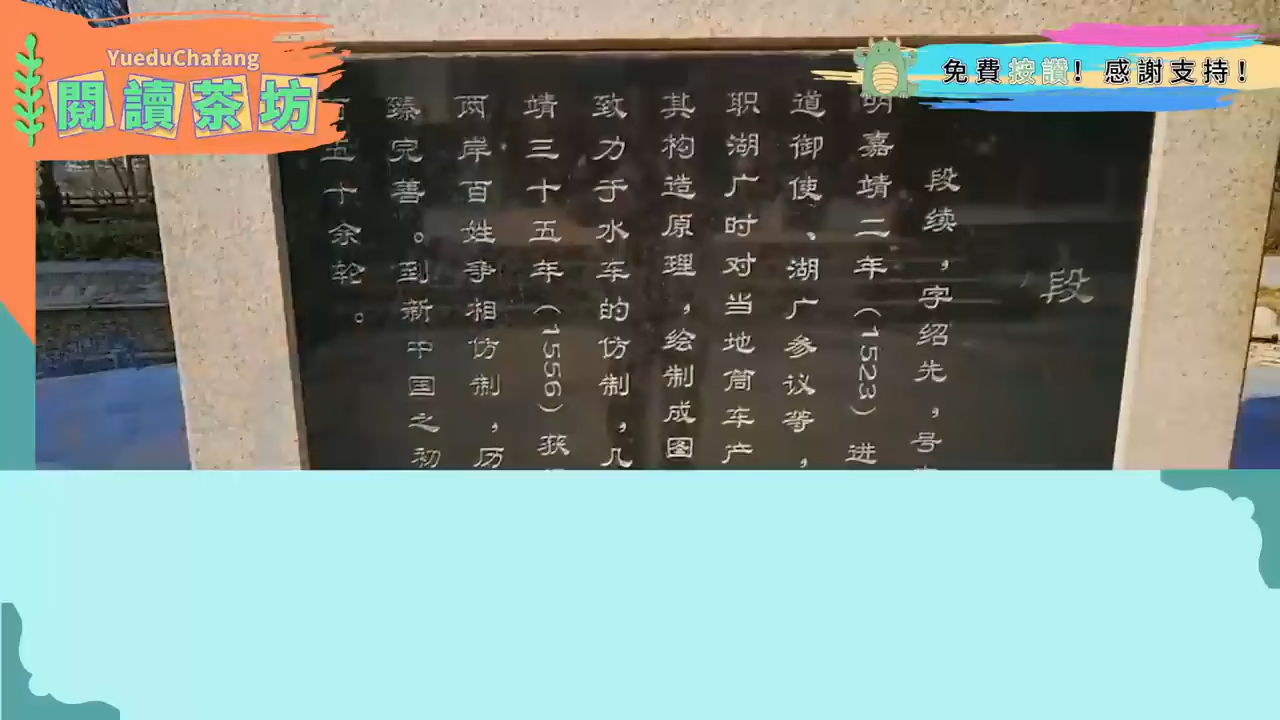 YueduChafang
閱讀茶坊
免費按讚！感謝支持！
段
段续，字绍先，号
明嘉靖二年（1523）进
道御使、湖广参议等，
职湖广时对当地筒车产
其构造原理，绘制成图
致力于水车的仿制，几
靖三十五年（1556）获
两岸百姓争相仿制，历
臻完善。到新中国之初
五十余轮。